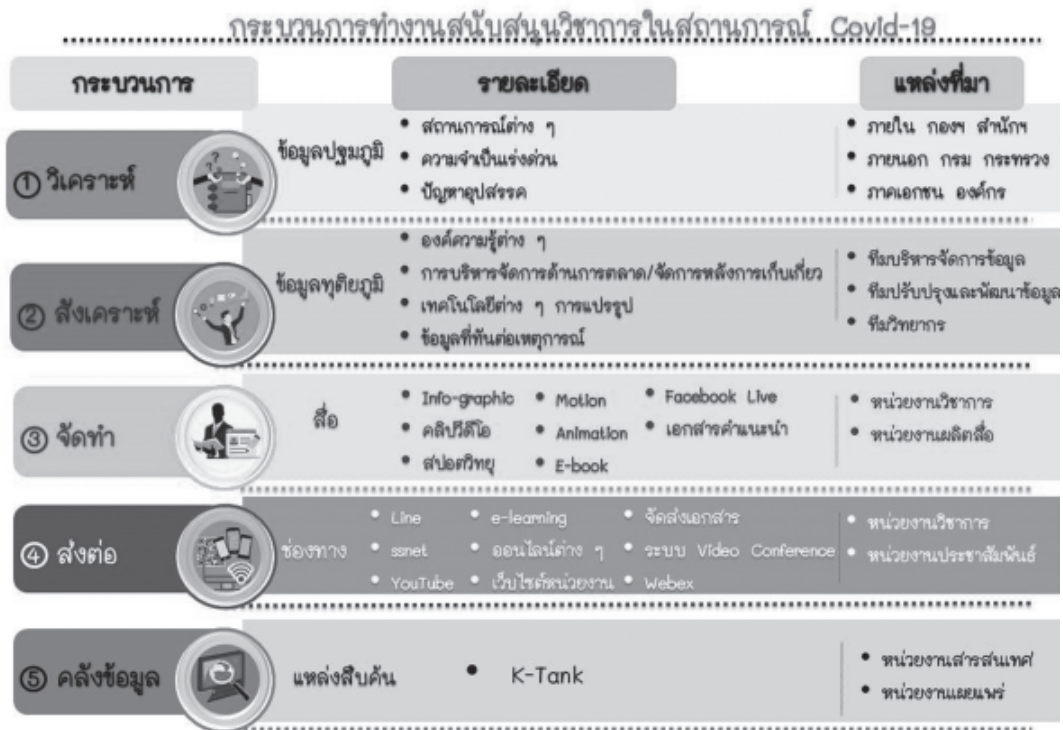 กระบวนการทำงานสนับสนุนวิชาการในสถานการณ์ Covid-19
กระบวนการ
รายละเอียด
แหล่งที่มา
① วิเคราะห์
ข้อมูลปฐมภูมิ
• สถานการณ์ต่าง ๆ
• ความจำเป็นเร่งด่วน
• ปัญหาอุปสรรค
• ภายใน กองฯ สำนักฯ
• ภายนอก กรม กระทรวง
• ภาคเอกชน องค์กร
② สังเคราะห์
ข้อมูลทุติยภูมิ
• องค์ความรู้ต่าง ๆ
• การบริหารจัดการด้านการตลาด/จัดการหลังการเก็บเกี่ยว
• เทคโนโลยีต่าง ๆ การแปรรูป
• ข้อมูลที่ทันต่อเหตุการณ์
• ทีมบริหารจัดการข้อมูล
• ทีมปรับปรุงและพัฒนาข้อมูล
• ทีมวิทยากร
③ จัดทำ
สื่อ
• Info-graphic • Motion • Facebook Live
• คลิปวีดีโอ • Animation • เอกสารคำแนะนำ
• สปอตวิทยุ • E-book
• หน่วยงานวิชาการ
• หน่วยงานผลิตสื่อ
④ ส่งต่อ
ช่องทาง
• Line • e-learning • จัดส่งเอกสาร
• ssnet • ออนไลน์ต่าง ๆ • ระบบ Video Conference
• YouTube • เว็บไซต์หน่วยงาน • Webex
• หน่วยงานวิชาการ
• หน่วยงานประชาสัมพันธ์
⑤ คลังข้อมูล
แหล่งสืบค้น
• K-Tank
• หน่วยงานสารสนเทศ
• หน่วยงานเผยแพร่